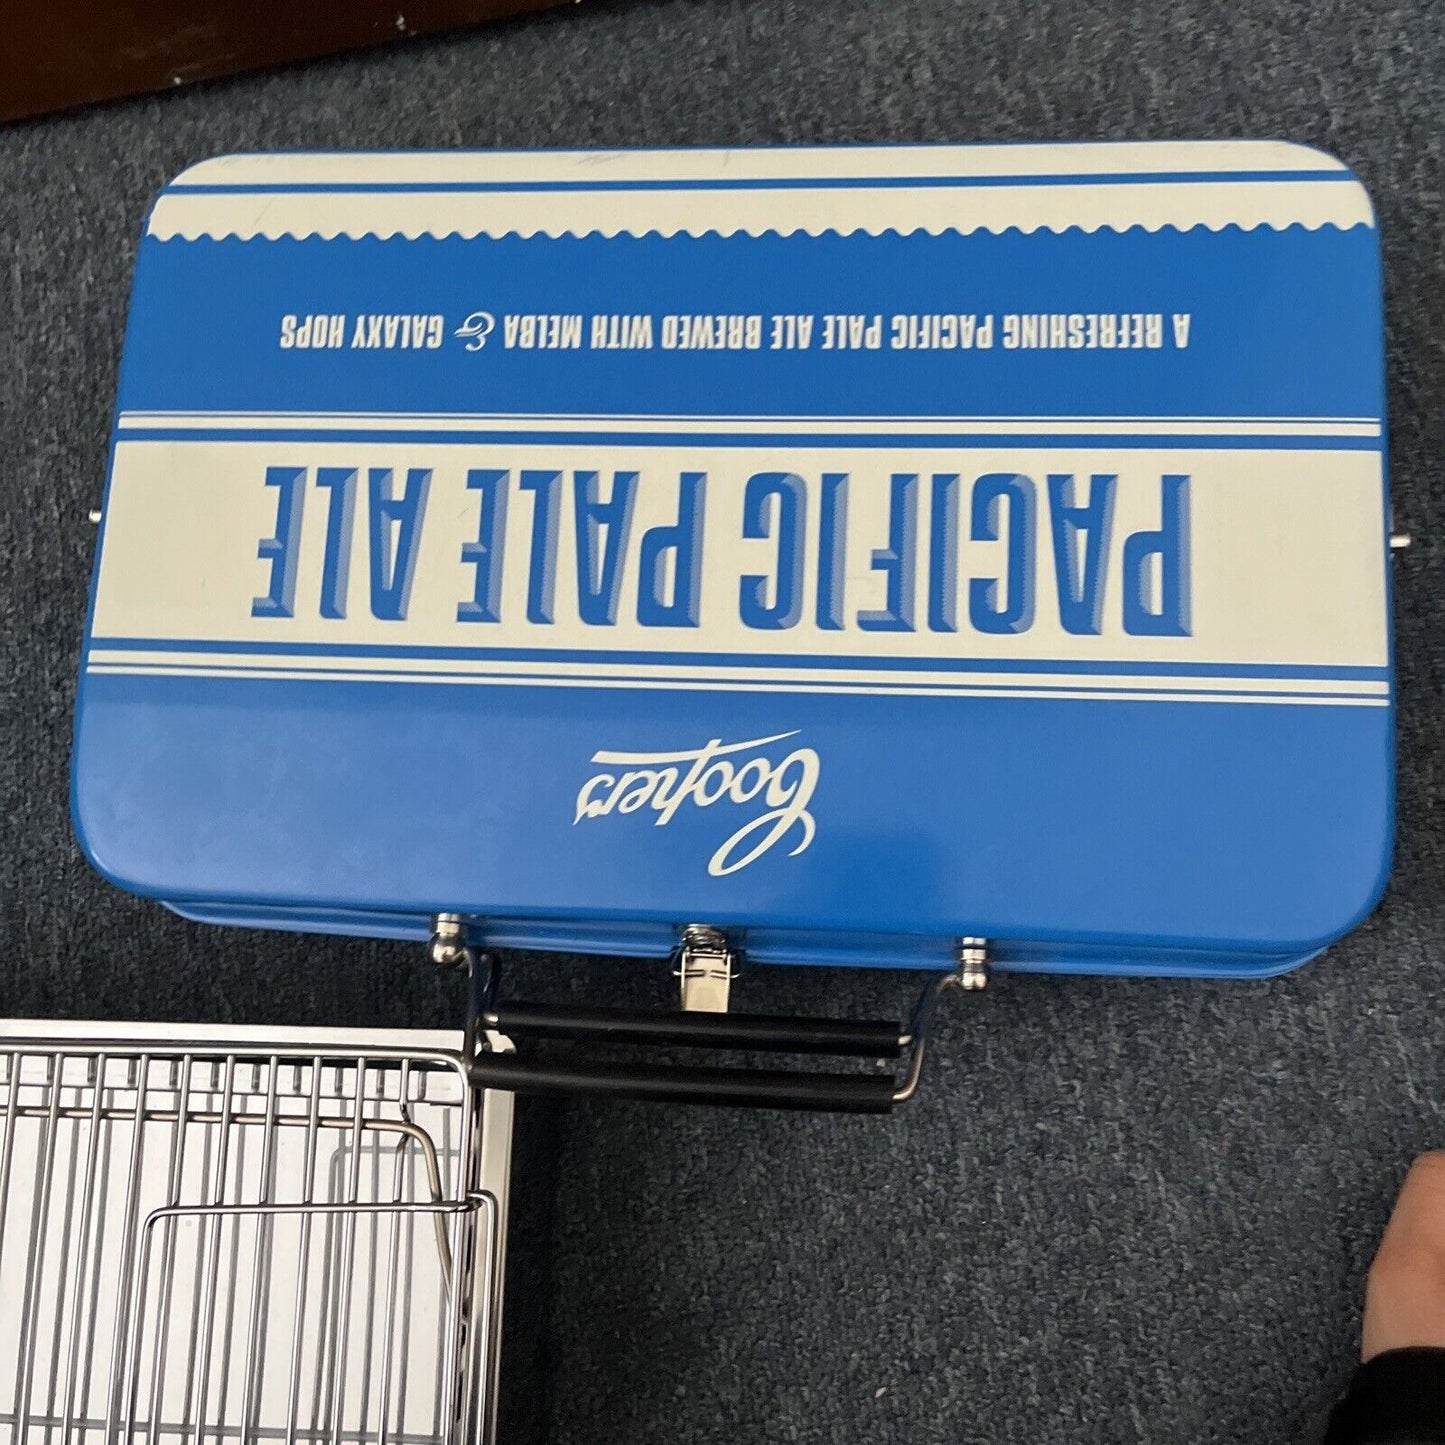 Coopers
PACIFIC PALE ALE
A REFRESHING PACIFIC PALE ALE BREWED WITH MELBA & GALAXY HOPS